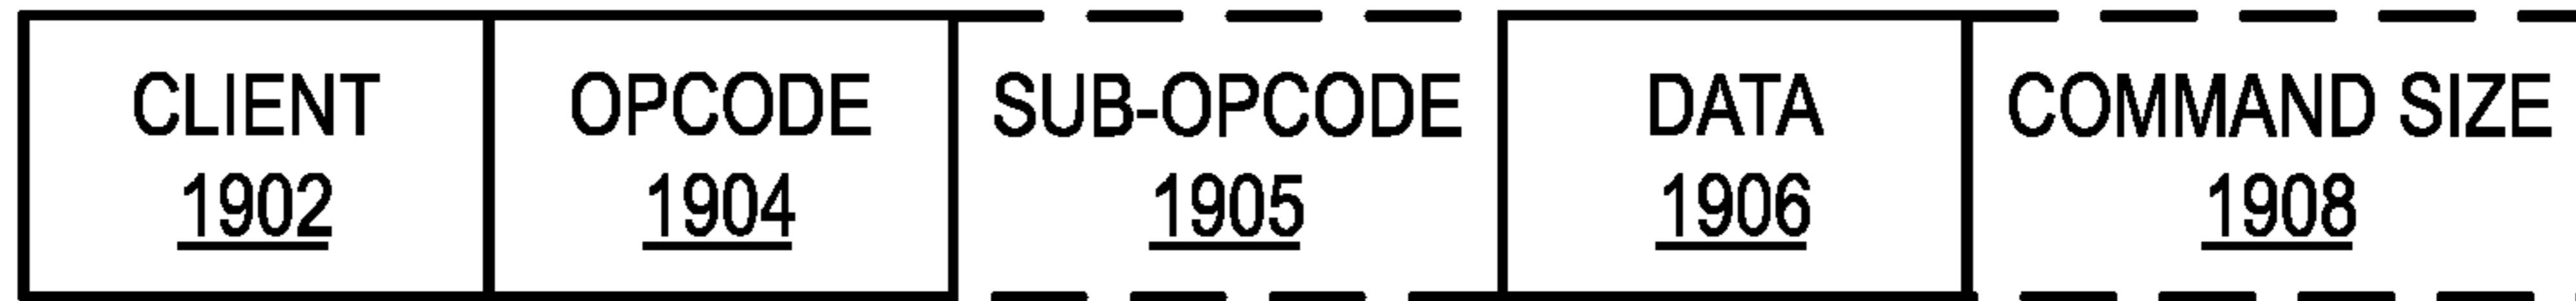 CLIENT OPCODE SUB-OPCODE DATA COMMAND SIZE
1902 1904 1905 1906 1908